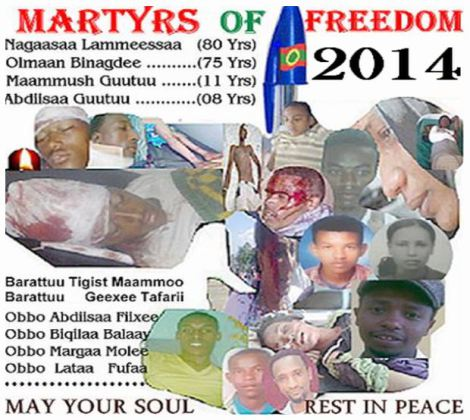 MARTYRS OF FREEDOM
Nagaasaa Lammeessaa (80 Yrs)
Olmaan Binagdee ..........(75 Yrs)
Maammush Guutuu .......(11 Yrs)
Abdiisaa Guutuu ............(08 Yrs)
2014
Barattuu Tigist Maammoo
Barattuu Geexee Tafarii
Obbo Abdiisaa Fiixee
Obbo Biqilaa Balaay
Obbo Margaa Molee
Obbo Lataa Fufaa
.......................
MAY YOUR SOUL REST IN PEACE